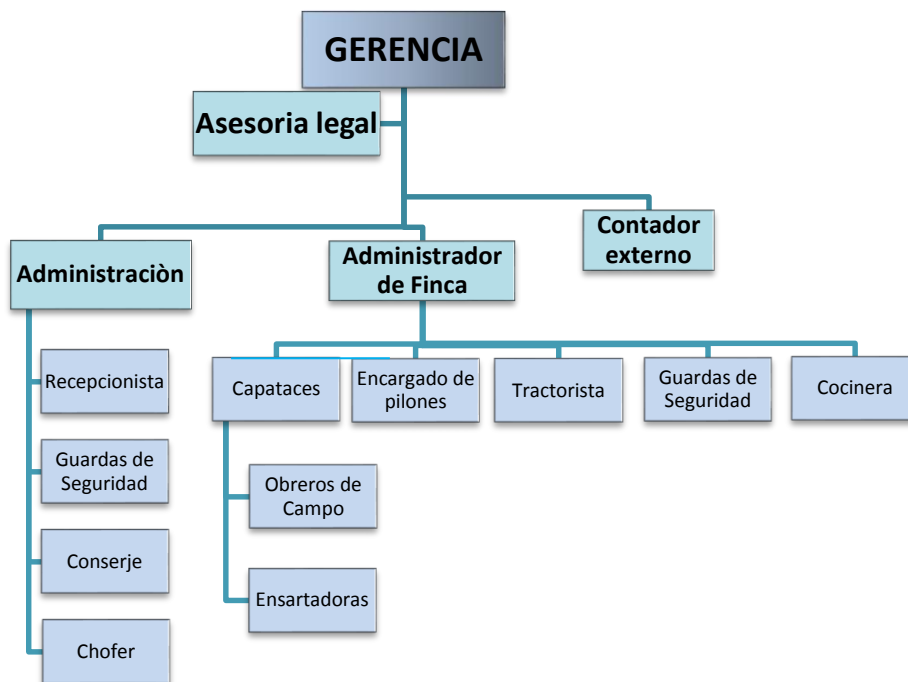 GERENCIA
Asesoria legal
Contador
externo
Administraciòn
Administrador
de Finca
Recepcionista
Capataces
Encargado de
pilones
Tractorista
Guardas de
Seguridad
Cocinera
Guardas de
Seguridad
Obreros de
Campo
Conserje
Ensartadoras
Chofer